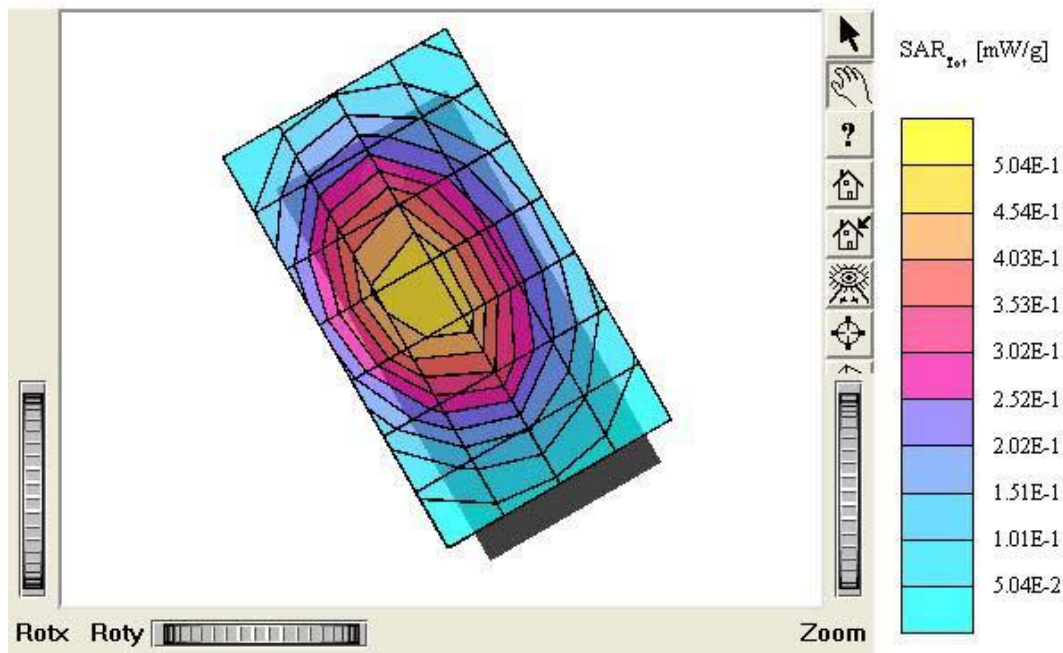 SAR_Tot [mW/g]
?
5.04E-1
4.54E-1
4.03E-1
3.53E-1
3.02E-1
2.52E-1
2.02E-1
1.51E-1
1.01E-1
5.04E-2
Rotx Roty Zoom